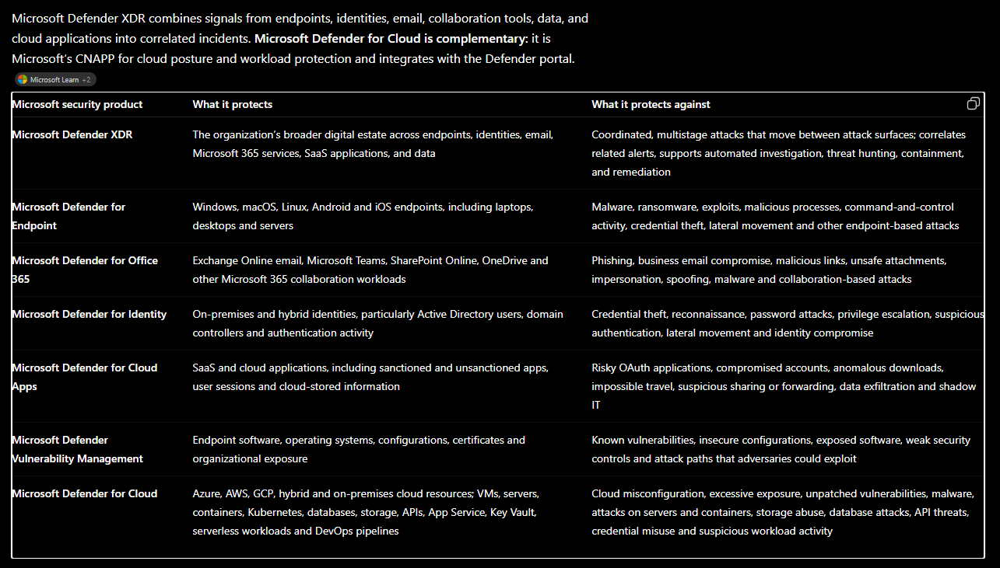 Microsoft Defender XDR combines signals from endpoints, identities, email, collaboration tools, data, and
cloud applications into correlated incidents. Microsoft Defender for Cloud is complementary: it is
Microsoft's CNAPP for cloud posture and workload protection and integrates with the Defender portal.
Microsoft Learn +2
Microsoft security product What it protects What it protects against
Microsoft Defender XDR
The organization's broader digital estate across endpoints, identities, email,
Microsoft 365 services, SaaS applications, and data
Coordinated, multistage attacks that move between attack surfaces; correlates
related alerts, supports automated investigation, threat hunting, containment,
and remediation
Microsoft Defender for
Endpoint
Windows, macOS, Linux, Android and iOS endpoints, including laptops,
desktops and servers
Malware, ransomware, exploits, malicious processes, command-and-control
activity, credential theft, lateral movement and other endpoint-based attacks
Microsoft Defender for Office
365
Exchange Online email, Microsoft Teams, SharePoint Online, OneDrive and
other Microsoft 365 collaboration workloads
Phishing, business email compromise, malicious links, unsafe attachments,
impersonation, spoofing, malware and collaboration-based attacks
Microsoft Defender for Identity
On-premises and hybrid identities, particularly Active Directory users, domain
controllers and authentication activity
Credential theft, reconnaissance, password attacks, privilege escalation, suspicious
authentication, lateral movement and identity compromise
Microsoft Defender for Cloud
Apps
SaaS and cloud applications, including sanctioned and unsanctioned apps,
user sessions and cloud-stored information
Risky OAuth applications, compromised accounts, anomalous downloads,
impossible travel, suspicious sharing or forwarding, data exfiltration and shadow
IT
Microsoft Defender
Vulnerability Management
Endpoint software, operating systems, configurations, certificates and
organizational exposure
Known vulnerabilities, insecure configurations, exposed software, weak security
controls and attack paths that adversaries could exploit
Microsoft Defender for Cloud
Azure, AWS, GCP, hybrid and on-premises cloud resources; VMs, servers,
containers, Kubernetes, databases, storage, APIs, App Service, Key Vault,
serverless workloads and DevOps pipelines
Cloud misconfiguration, excessive exposure, unpatched vulnerabilities, malware,
attacks on servers and containers, storage abuse, database attacks, API threats,
credential misuse and suspicious workload activity